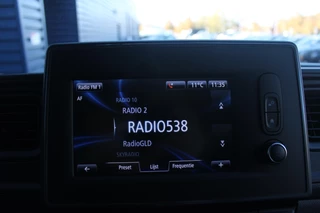 Radio FM 1
11°C
11:35
AF
RADIO 10
RADIO 2
RADIO538
RadioGLD
Preset
Lijst
Frequentie